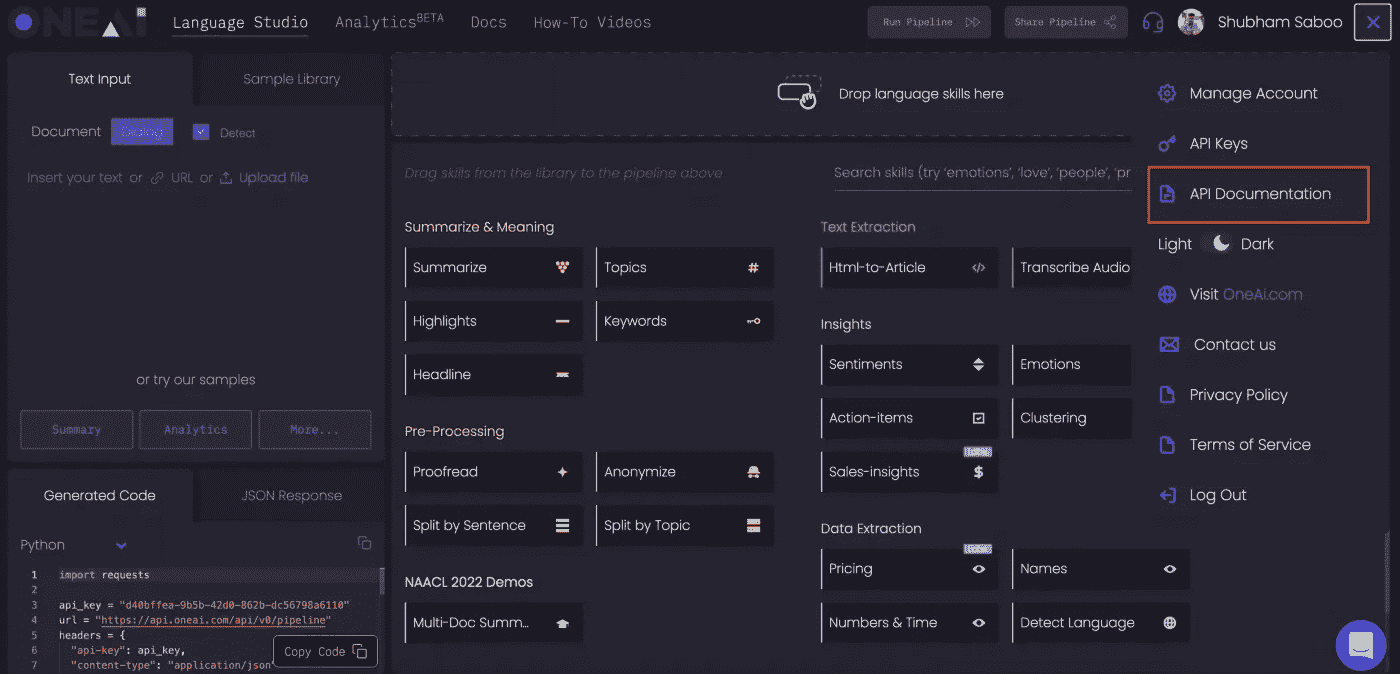 ONEAI
Language Studio
Analytics BETA
Docs
How-To Videos
Run Pipeline
Share Pipeline
Shubham Saboo
Text Input
Sample Library
Document
Detect
Insert your text or URL or Upload file
or try our samples
Summary
Analytics
More...
Generated Code
JSON Response
Python
1 import requests
2
3 api_key = "d40bffea-9b5b-42d0-862b-dc56798a6110"
4 url = "https://api.oneai.com/api/v0/pipeline"
5 headers = {
6 "api-key": api_key,
7 "content-type": "application/json"
Copy Code
Drop language skills here
Drag skills from the library to the pipeline above
Search skills (try 'emotions', 'love', 'people', 'pr
Summarize & Meaning
Summarize
Topics #
Highlights
Keywords
Headline
Pre-Processing
Proofread
Anonymize
Split by Sentence
Split by Topic
NAACL 2022 Demos
Multi-Doc Summ...
Text Extraction
Html-to-Article </>
Transcribe Audio
Insights
Sentiments
Emotions
Action-items
Clustering
Sales-insights $
Data Extraction
Pricing
Names
Numbers & Time
Detect Language
Manage Account
API Keys
API Documentation
Light Dark
Visit OneAi.com
Contact us
Privacy Policy
Terms of Service
Log Out